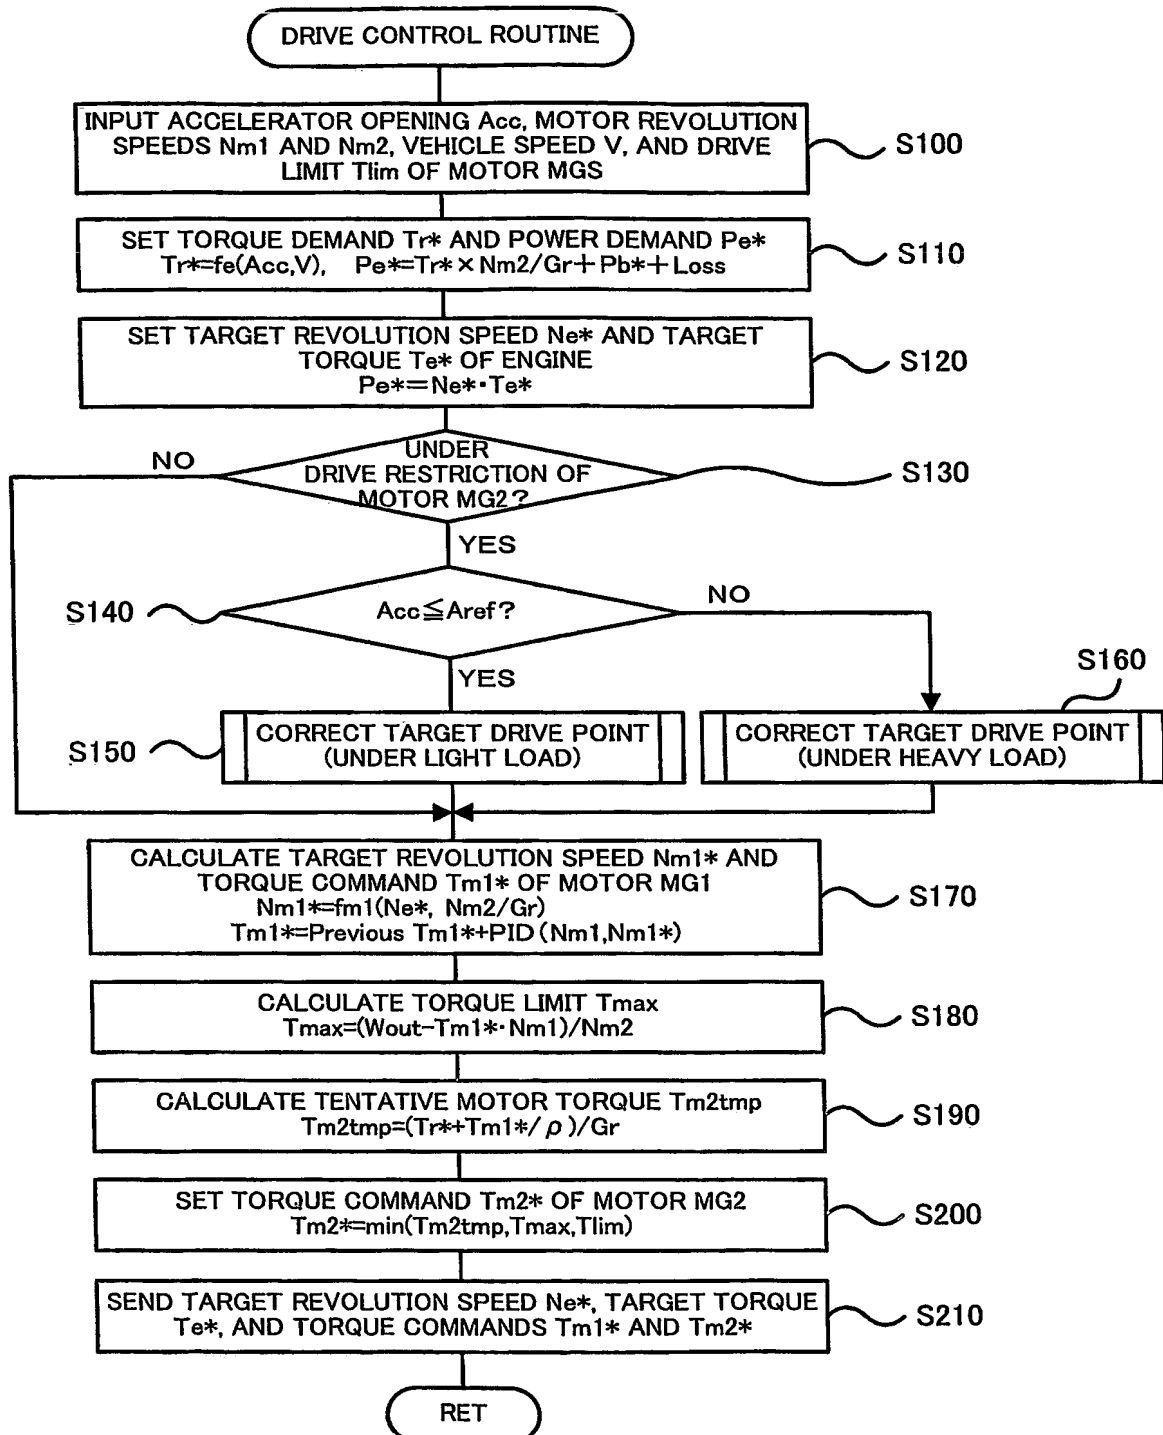 DRIVE CONTROL ROUTINE
INPUT ACCELERATOR OPENING Acc, MOTOR REVOLUTION
SPEEDS Nm1 AND Nm2, VEHICLE SPEED V, AND DRIVE
LIMIT Tlim OF MOTOR MGS
S100
SET TORQUE DEMAND Tr* AND POWER DEMAND Pe*
Tr*=fe(Acc,V), Pe*=Tr*×Nm2/Gr+Pb*+Loss
S110
SET TARGET REVOLUTION SPEED Ne* AND TARGET
TORQUE Te* OF ENGINE
Pe*=Ne*·Te*
S120
UNDER
DRIVE RESTRICTION OF
MOTOR MG2?
NO
S130
YES
Acc≦Aref?
S140
NO
YES
S160
CORRECT TARGET DRIVE POINT
(UNDER LIGHT LOAD)
S150
CORRECT TARGET DRIVE POINT
(UNDER HEAVY LOAD)
CALCULATE TARGET REVOLUTION SPEED Nm1* AND
TORQUE COMMAND Tm1* OF MOTOR MG1
Nm1*=fm1(Ne*, Nm2/Gr)
Tm1*=Previous Tm1*+PID(Nm1,Nm1*)
S170
CALCULATE TORQUE LIMIT Tmax
Tmax=(Wout-Tm1*·Nm1)/Nm2
S180
CALCULATE TENTATIVE MOTOR TORQUE Tm2tmp
Tm2tmp=(Tr*+Tm1*/ρ)/Gr
S190
SET TORQUE COMMAND Tm2* OF MOTOR MG2
Tm2*=min(Tm2tmp,Tmax,Tlim)
S200
SEND TARGET REVOLUTION SPEED Ne*, TARGET TORQUE
Te*, AND TORQUE COMMANDS Tm1* AND Tm2*
S210
RET